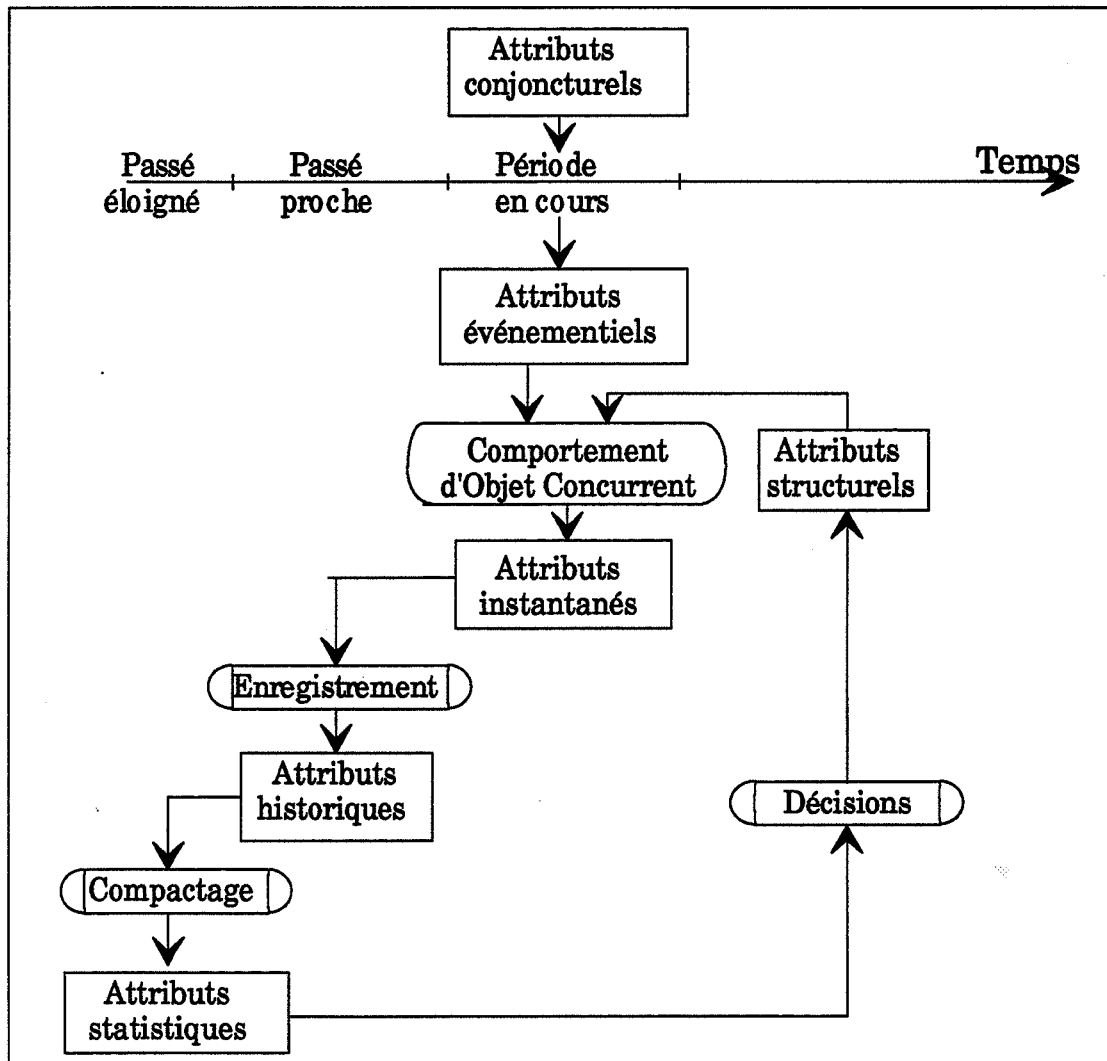 Attributs
conjoncturels
Passé
éloigné
Passé
proche
Période
en cours
Temps
Attributs
événementiels
Comportement
d'Objet Concurrent
Attributs
structurels
Attributs
instantanés
Enregistrement
Attributs
historiques
Décisions
Compactage
Attributs
statistiques